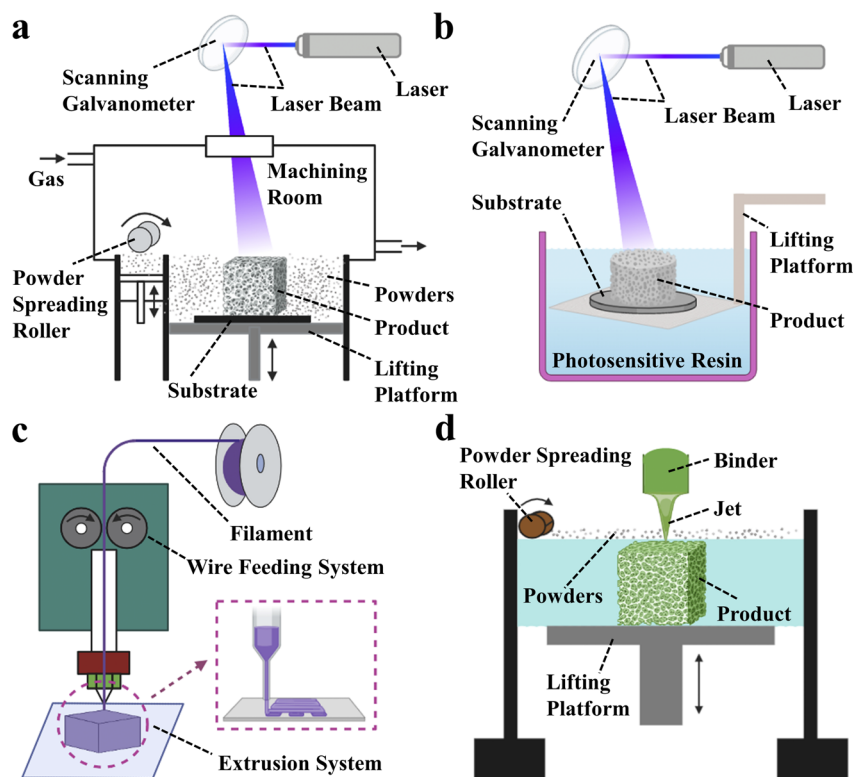 a
Scanning
Galvanometer
Laser Beam
Laser
Gas
Machining
Room
Powder
Spreading
Roller
Powders
Product
Substrate
Lifting
Platform
b
Scanning
Galvanometer
Laser Beam
Laser
Substrate
Lifting
Platform
Product
Photosensitive Resin
c
Filament
Wire Feeding System
Extrusion System
d
Powder Spreading
Roller
Binder
Jet
Powders
Product
Lifting
Platform